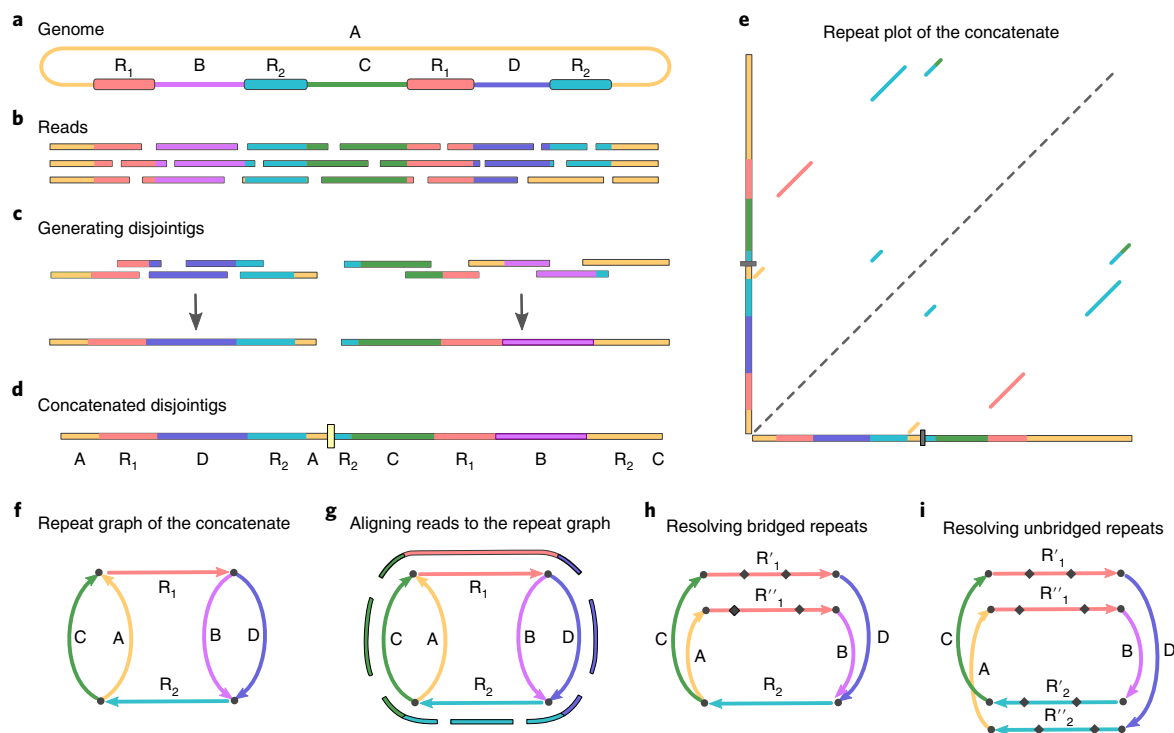 a
Genome
A
R1 B R2 C R1 D R2
b
Reads
c
Generating disjointigs
d
Concatenated disjointigs
A R1 D R2 A R2 C R1 B R2 C
e
Repeat plot of the concatenate
f
Repeat graph of the concatenate
R1
C A B D
R2
g
Aligning reads to the repeat graph
R1
C A B D
R2
h
Resolving bridged repeats
R′1
R′′1
C A B D
R2
i
Resolving unbridged repeats
R′1
R′′1
C A B D
R′2
R′′2